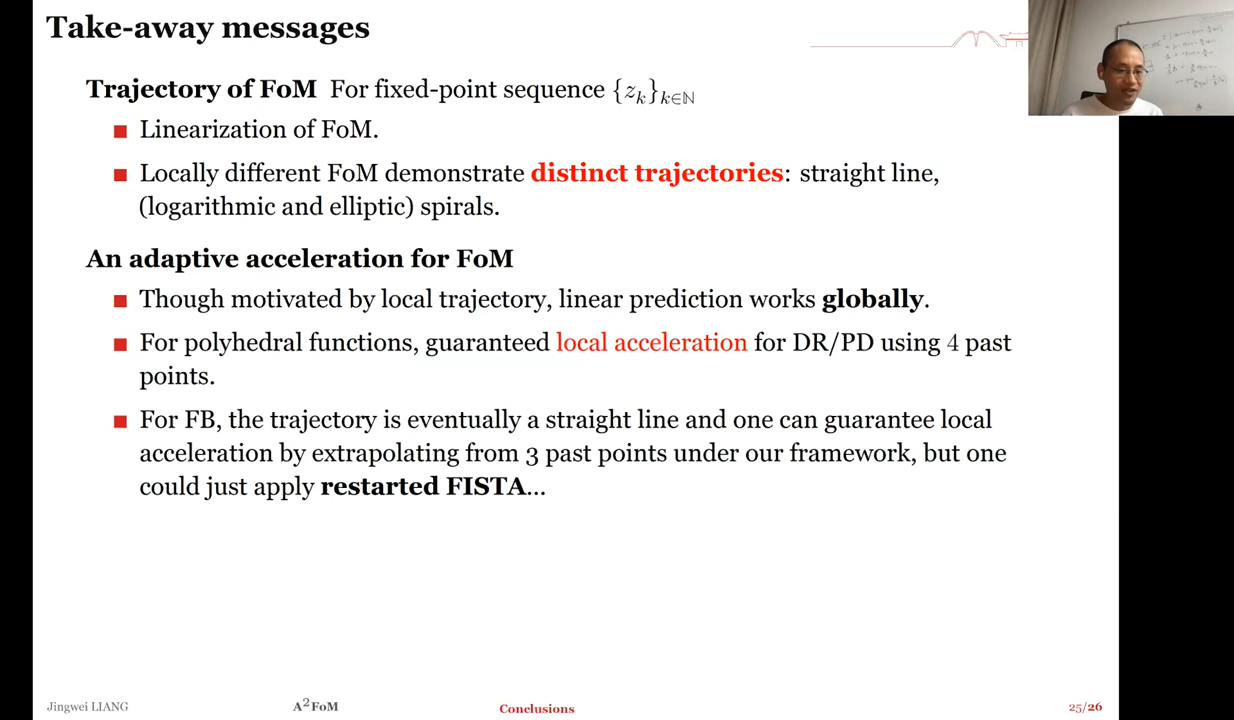 Take-away messages
Trajectory of FoM For fixed-point sequence {z_k}_{k∈ℕ}
■ Linearization of FoM.
■ Locally different FoM demonstrate distinct trajectories: straight line,
(logarithmic and elliptic) spirals.
An adaptive acceleration for FoM
■ Though motivated by local trajectory, linear prediction works globally.
■ For polyhedral functions, guaranteed local acceleration for DR/PD using 4 past
points.
■ For FB, the trajectory is eventually a straight line and one can guarantee local
acceleration by extrapolating from 3 past points under our framework, but one
could just apply restarted FISTA...
Jingwei LIANG A²FoM Conclusions 25/26